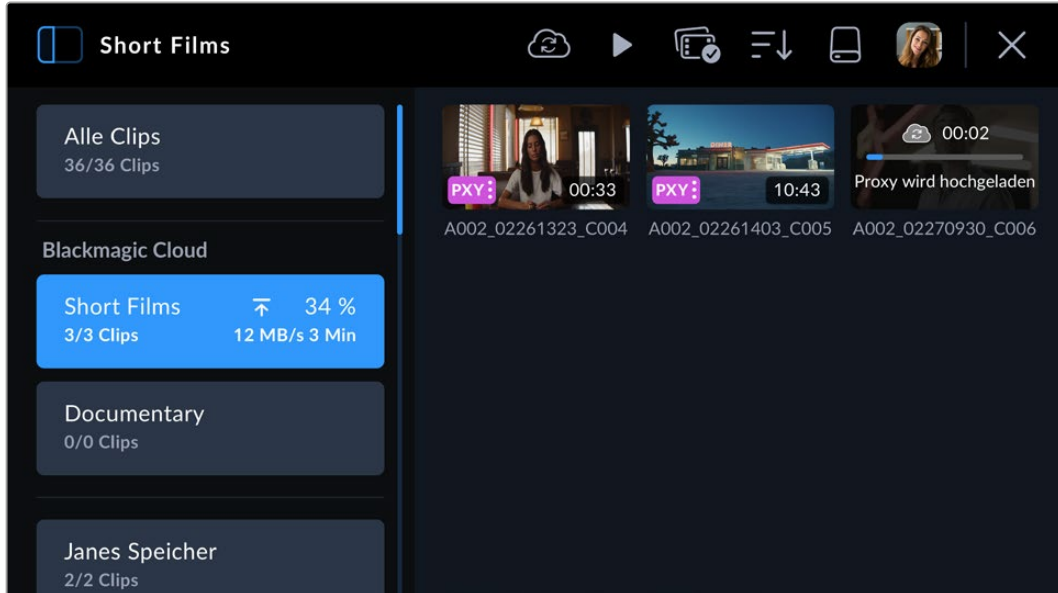 Short Films
Alle Clips
36/36 Clips
Blackmagic Cloud
Short Films 34 %
3/3 Clips 12 MB/s 3 Min
Documentary
0/0 Clips
Janes Speicher
2/2 Clips
PXY 00:33
A002_02261323_C004
DINER
PXY 10:43
A002_02261403_C005
00:02
Proxy wird hochgeladen
A002_02270930_C006